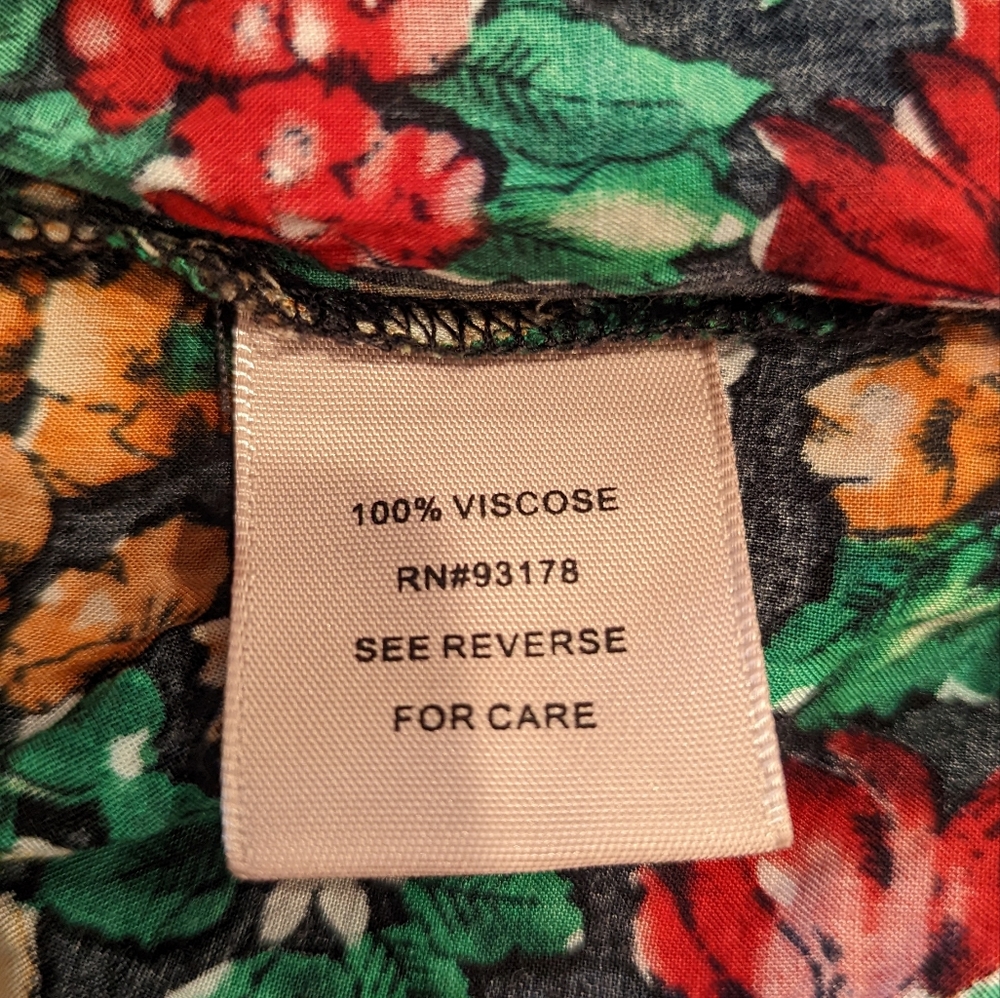 100% VISCOSE
RN#93178
SEE REVERSE
FOR CARE